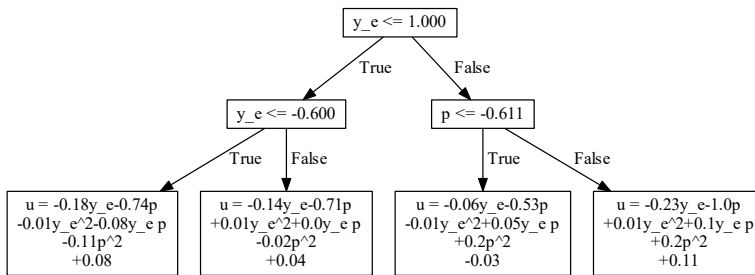 y_e <= 1.000
True
False
y_e <= -0.600
p <= -0.611
True
False
True
False
u = -0.18y_e-0.74p
-0.01y_e^2-0.08y_e p
-0.11p^2
+0.08
u = -0.14y_e-0.71p
+0.01y_e^2+0.0y_e p
-0.02p^2
+0.04
u = -0.06y_e-0.53p
-0.01y_e^2+0.05y_e p
+0.2p^2
-0.03
u = -0.23y_e-1.0p
+0.01y_e^2+0.1y_e p
+0.2p^2
+0.11